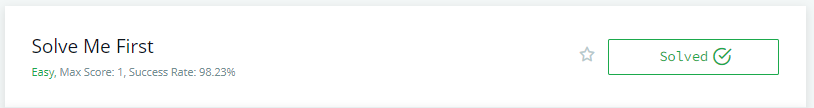 Solve Me First
Solved
Easy, Max Score: 1, Success Rate: 98.23%